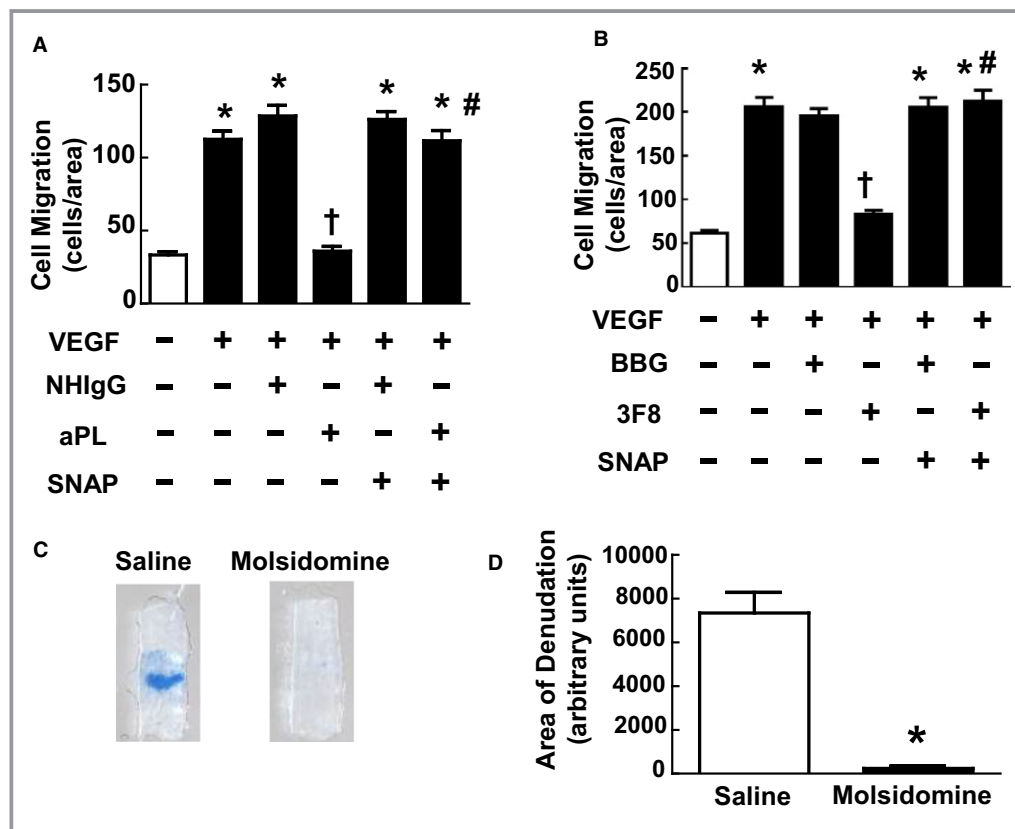 A
Cell Migration
(cells/area)
150
100
50
0
* * † * * #
VEGF − + + + + +
NHIgG − − + − + −
aPL − − − + − +
SNAP − − − − + +
B
Cell Migration
(cells/area)
250
200
150
100
50
0
* † * * #
VEGF − + + + + +
BBG − − + − + −
3F8 − − − + − +
SNAP − − − − + +
C
Saline Molsidomine
D
Area of Denudation
(arbitrary units)
10000
8000
6000
4000
2000
0
*
Saline Molsidomine